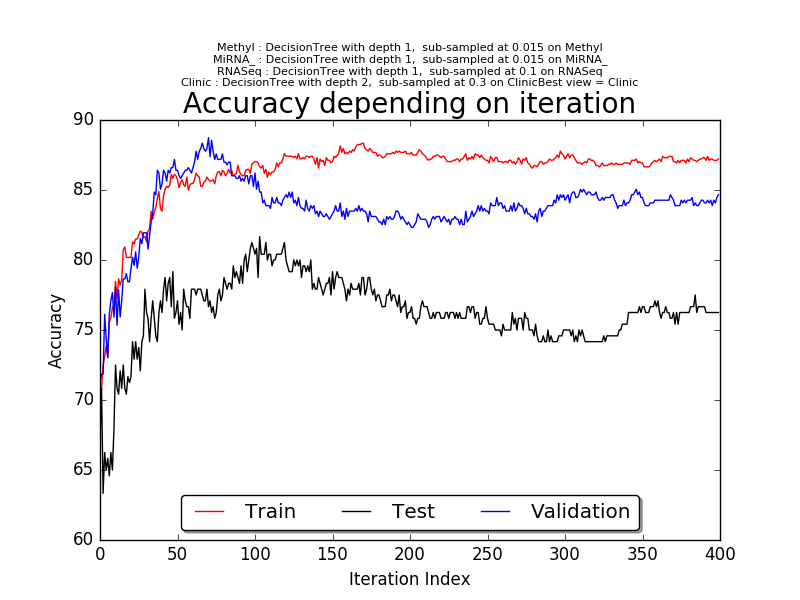 Methyl : DecisionTree with depth 1,  sub-sampled at 0.015 on Methyl
MiRNA_ : DecisionTree with depth 1,  sub-sampled at 0.015 on MiRNA_
RNASeq : DecisionTree with depth 1,  sub-sampled at 0.1 on RNASeq
Clinic : DecisionTree with depth 2,  sub-sampled at 0.3 on ClinicBest view = Clinic
Accuracy depending on iteration
90
85
80
75
70
65
60
Accuracy
Train
Test
Validation
0
50
100
150
200
250
300
350
400
Iteration Index